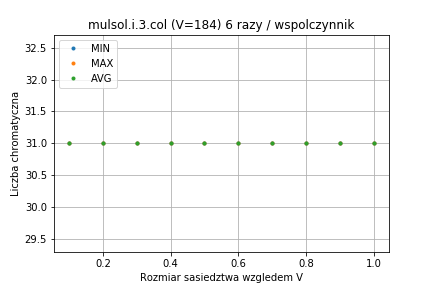 mulsol.i.3.col (V=184) 6 razy / wspolczynnik
MIN
MAX
AVG
Liczba chromatyczna
32.5
32.0
31.5
31.0
30.5
30.0
29.5
0.2 0.4 0.6 0.8 1.0
Rozmiar sasiedztwa wzgledem V